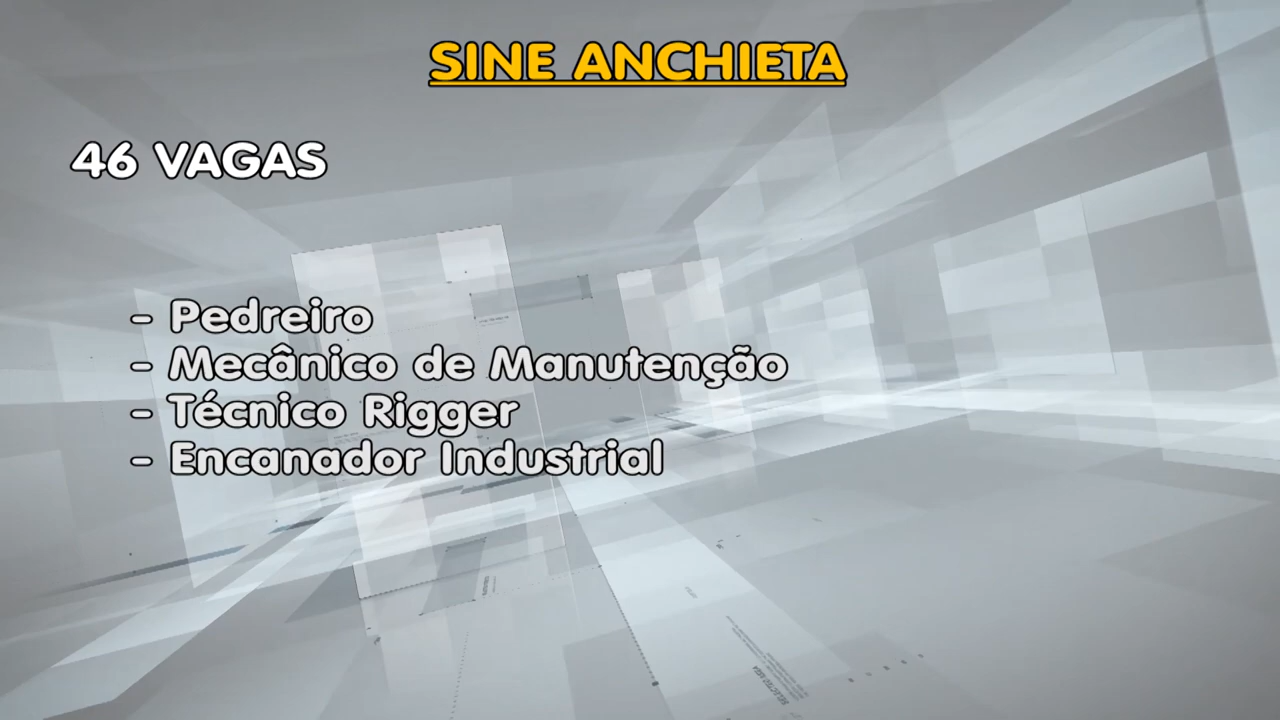 SINE ANCHIETA
46 VAGAS
- Pedreiro
- Mecânico de Manutenção
- Técnico Rigger
- Encanador Industrial